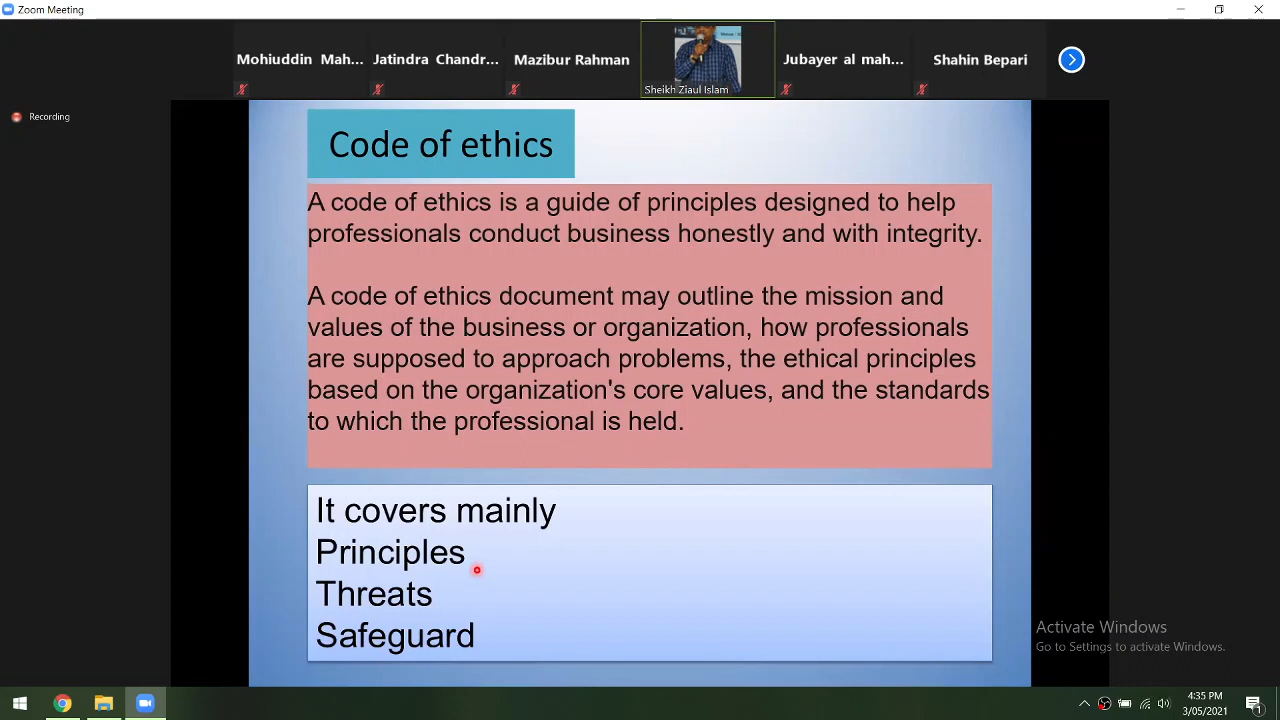 Zoom Meeting
Mohiuddin Mah... Jatindra Chandr... Mazibur Rahman Jubayer al mah... Shahin Bepari
Sheikh Ziaul Islam
Recording
Code of ethics
A code of ethics is a guide of principles designed to help
professionals conduct business honestly and with integrity.
A code of ethics document may outline the mission and
values of the business or organization, how professionals
are supposed to approach problems, the ethical principles
based on the organization's core values, and the standards
to which the professional is held.
It covers mainly
Principles
Threats
Safeguard
Activate Windows
Go to Settings to activate Windows.
4:35 PM
3/05/2021
1